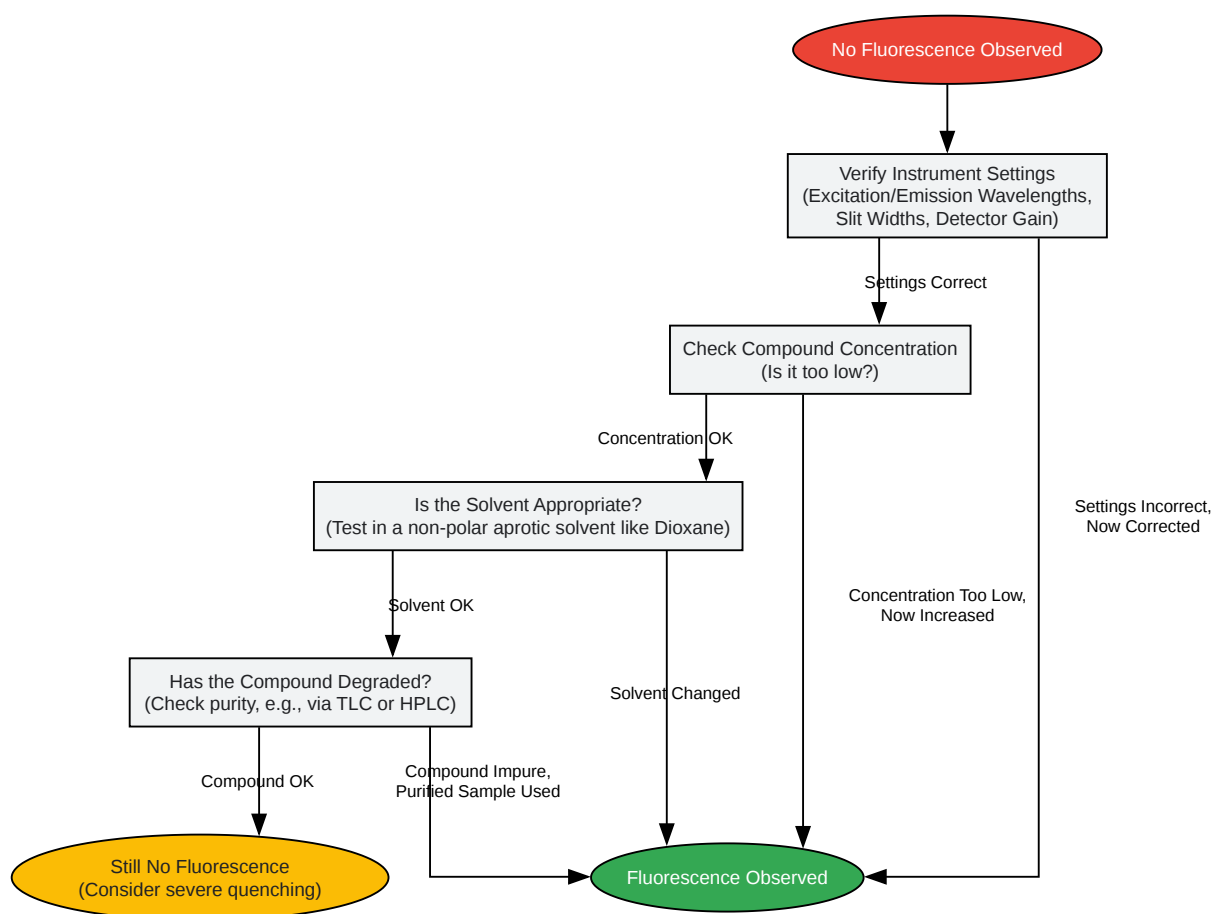 No Fluorescence Observed
Verify Instrument Settings
(Excitation/Emission Wavelengths,
Slit Widths, Detector Gain)
Settings Correct
Check Compound Concentration
(Is it too low?)
Concentration OK
Is the Solvent Appropriate?
(Test in a non-polar aprotic solvent like Dioxane)
Settings Incorrect,
Now Corrected
Solvent OK
Concentration Too Low,
Now Increased
Has the Compound Degraded?
(Check purity, e.g., via TLC or HPLC)
Solvent Changed
Compound OK
Compound Impure,
Purified Sample Used
Still No Fluorescence
(Consider severe quenching)
Fluorescence Observed